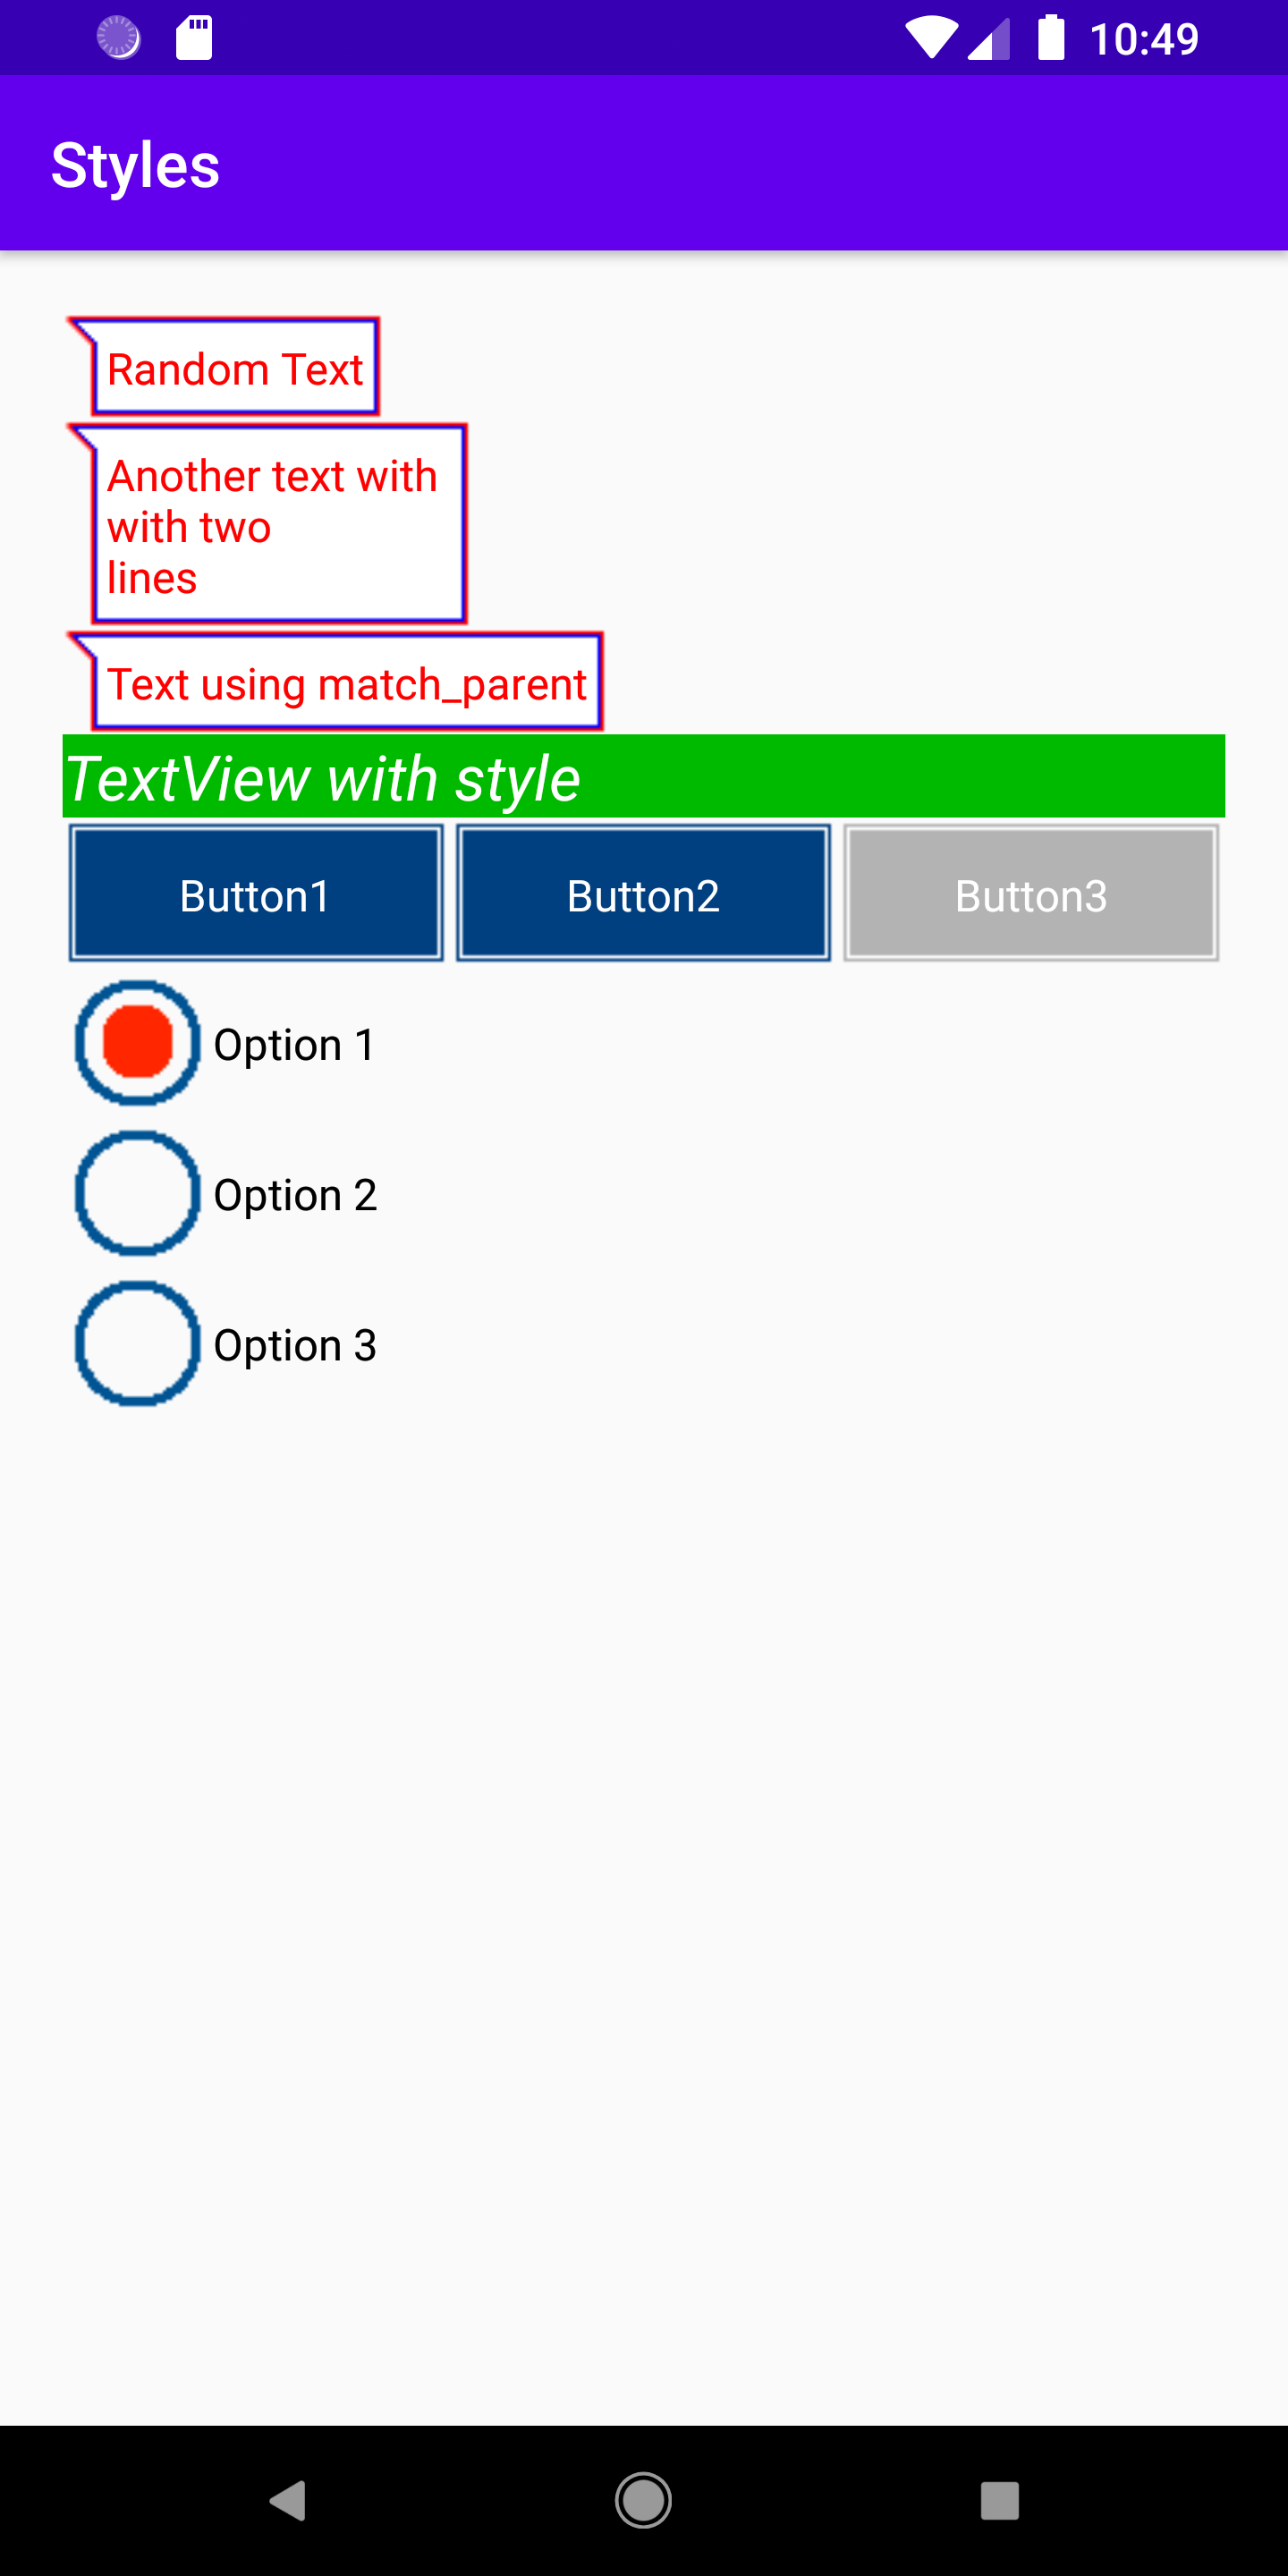 10:49
Styles
Random Text
Another text with
with two
lines
Text using match_parent
TextView with style
Button1 Button2 Button3
Option 1
Option 2
Option 3